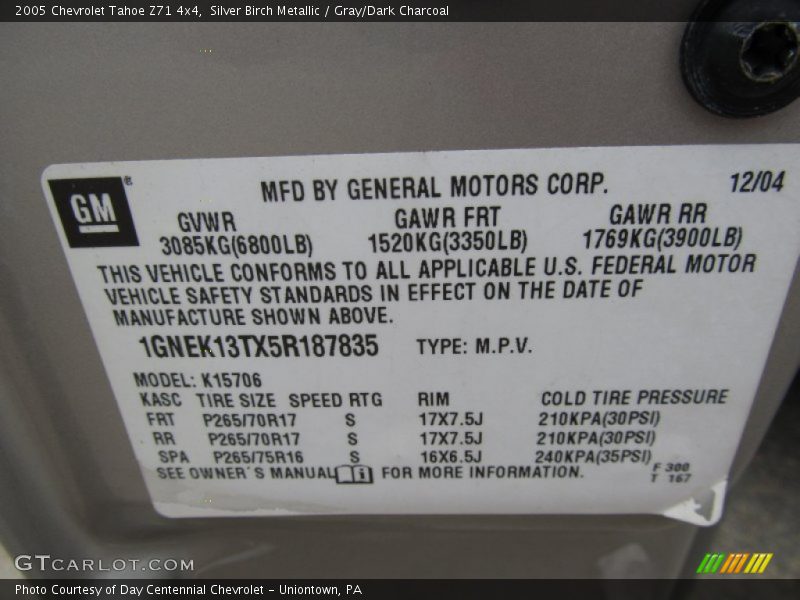 2005 Chevrolet Tahoe Z71 4x4, Silver Birch Metallic / Gray/Dark Charcoal
GM®
MFD BY GENERAL MOTORS CORP. 12/04
GVWR GAWR FRT GAWR RR
3085KG(6800LB) 1520KG(3350LB) 1769KG(3900LB)
THIS VEHICLE CONFORMS TO ALL APPLICABLE U.S. FEDERAL MOTOR
VEHICLE SAFETY STANDARDS IN EFFECT ON THE DATE OF
MANUFACTURE SHOWN ABOVE.
1GNEK13TX5R187835 TYPE: M.P.V.
MODEL: K15706
KASC TIRE SIZE SPEED RTG RIM COLD TIRE PRESSURE
FRT P265/70R17 S 17X7.5J 210KPA(30PSI)
RR P265/70R17 S 17X7.5J 210KPA(30PSI)
SPA P265/75R16 S 16X6.5J 240KPA(35PSI)
SEE OWNER'S MANUAL FOR MORE INFORMATION.
F 300
T 167
GTCARLOT.COM
Photo Courtesy of Day Centennial Chevrolet - Uniontown, PA